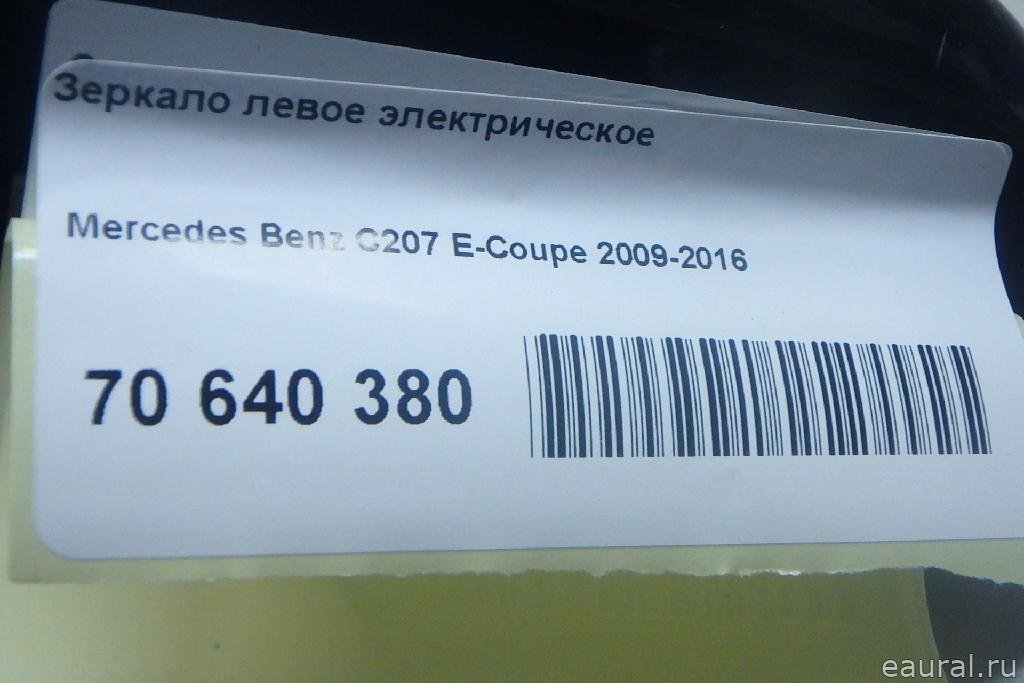 Зеркало левое электрическое
Mercedes Benz C207 E-Coupe 2009-2016
70 640 380
eaural.ru